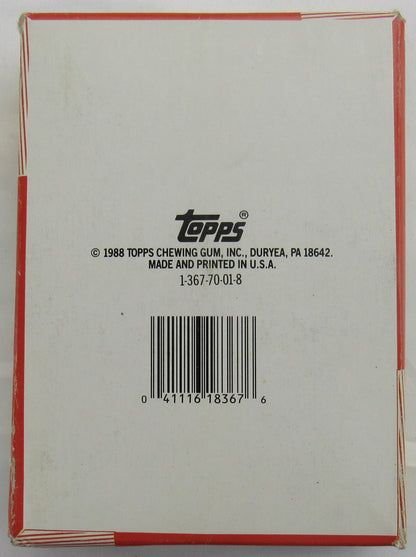 topps®
© 1988 TOPPS CHEWING GUM, INC., DURYEA, PA 18642.
MADE AND PRINTED IN U.S.A.
1-367-70-01-8
0 41116 18367 6